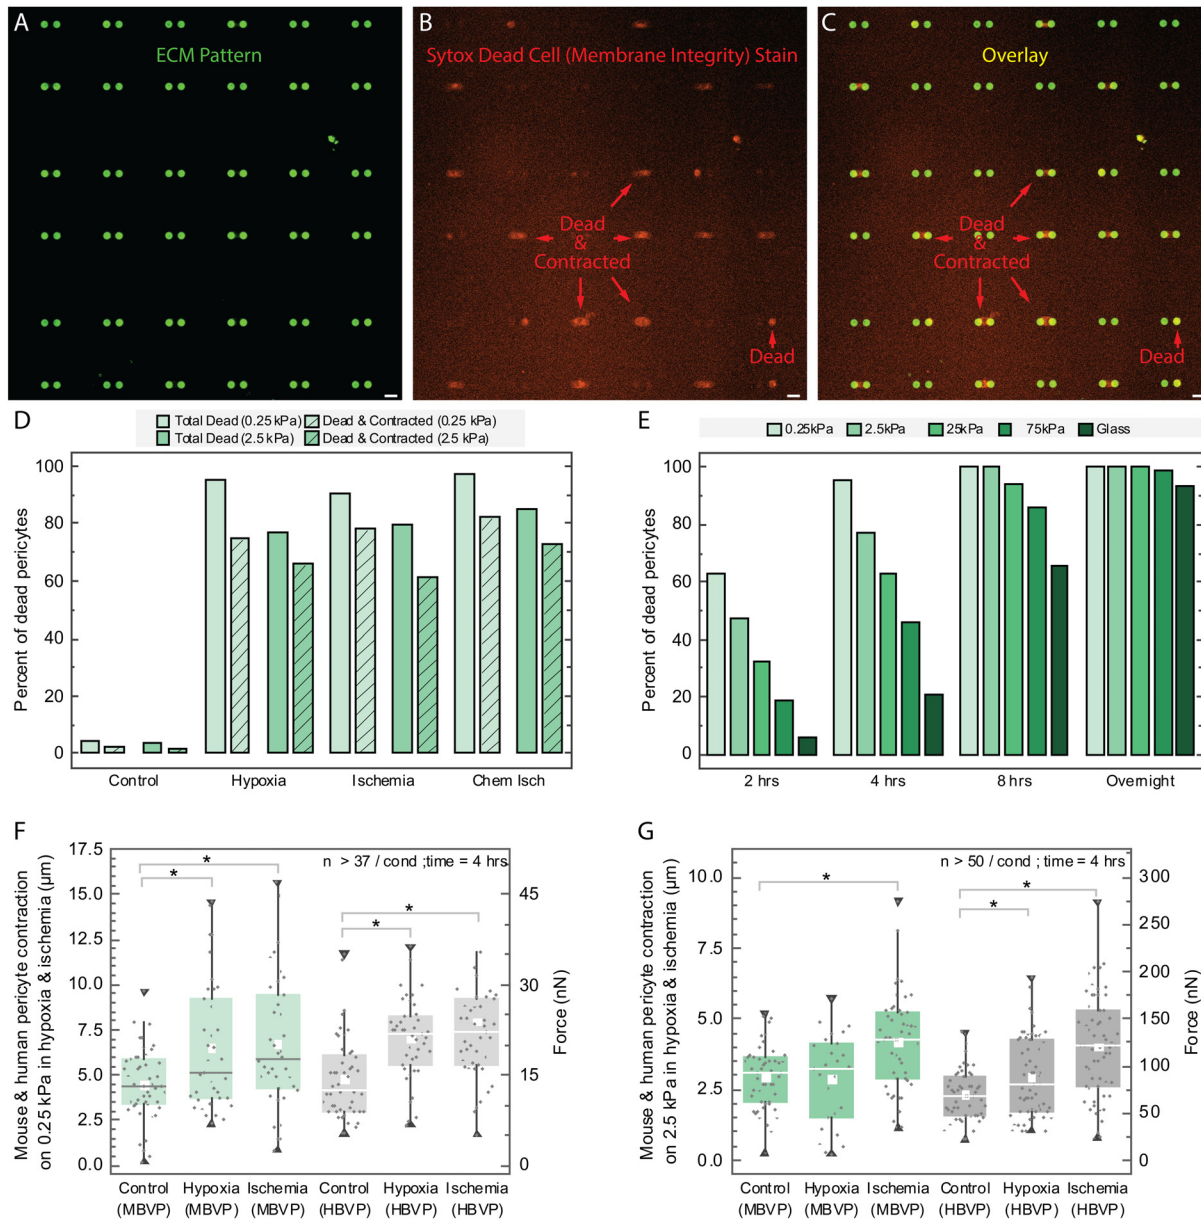 A
ECM Pattern
B
Sytox Dead Cell (Membrane Integrity) Stain
Dead
&
Contracted
Dead
C
Overlay
Dead
&
Contracted
Dead
D
Total Dead (0.25 kPa)
Dead & Contracted (0.25 kPa)
Total Dead (2.5 kPa)
Dead & Contracted (2.5 kPa)
Percent of dead pericytes
100
80
60
40
20
0
Control
Hypoxia
Ischemia
Chem Isch
E
0.25kPa
2.5kPa
25kPa
75kPa
Glass
Percent of dead pericytes
100
80
60
40
20
0
2 hrs
4 hrs
8 hrs
Overnight
F
Mouse & human pericyte contraction
on 0.25 kPa in hypoxia & ischemia (µm)
17.5
15.0
12.5
10.0
7.5
5.0
2.5
0.0
n > 37 / cond ;time = 4 hrs
*
*
*
*
45
30
15
0
Force (nN)
Control
(MBVP)
Hypoxia
(MBVP)
Ischemia
(MBVP)
Control
(HBVP)
Hypoxia
(HBVP)
Ischemia
(HBVP)
G
Mouse & human pericyte contraction
on 2.5 kPa in hypoxia & ischemia (µm)
10.0
7.5
5.0
2.5
0.0
n > 50 / cond ; time = 4 hrs
*
*
*
300
250
200
150
100
50
0
Force (nN)
Control
(MBVP)
Hypoxia
(MBVP)
Ischemia
(MBVP)
Control
(HBVP)
Hypoxia
(HBVP)
Ischemia
(HBVP)